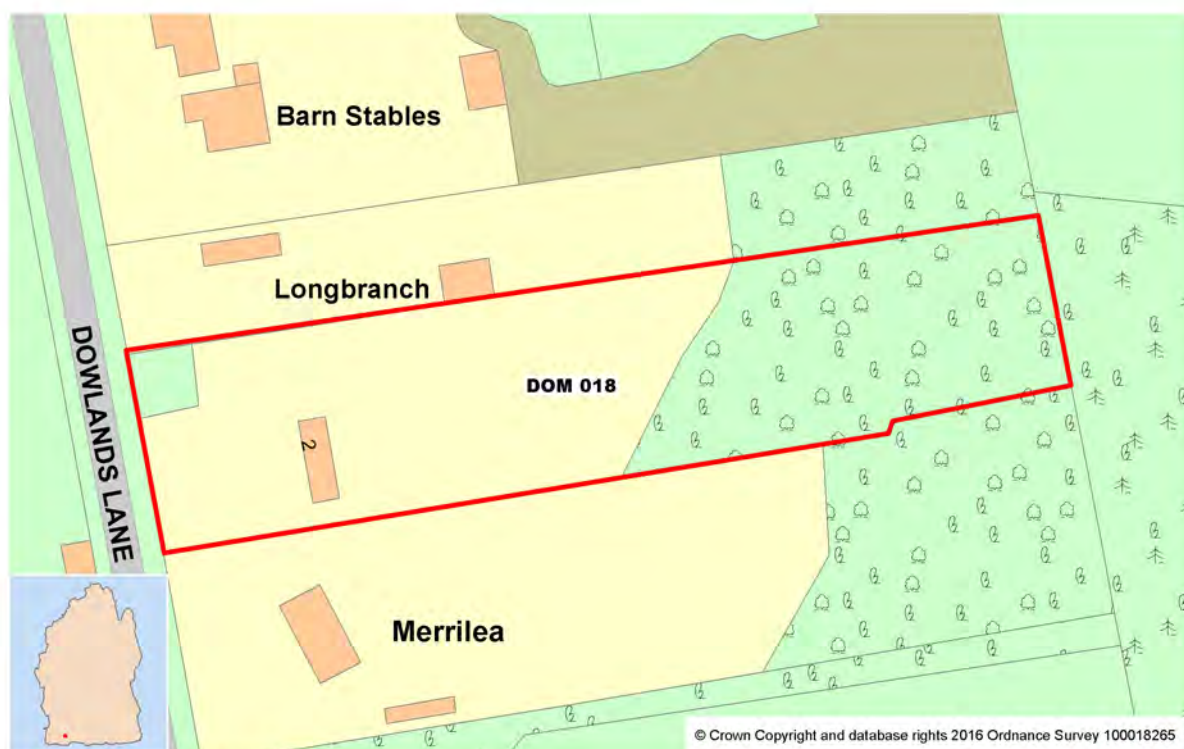 Barn Stables
Longbranch
DOWLANDS LANE
DOM 018
2
Merrilea
© Crown Copyright and database rights 2016 Ordnance Survey 100018265